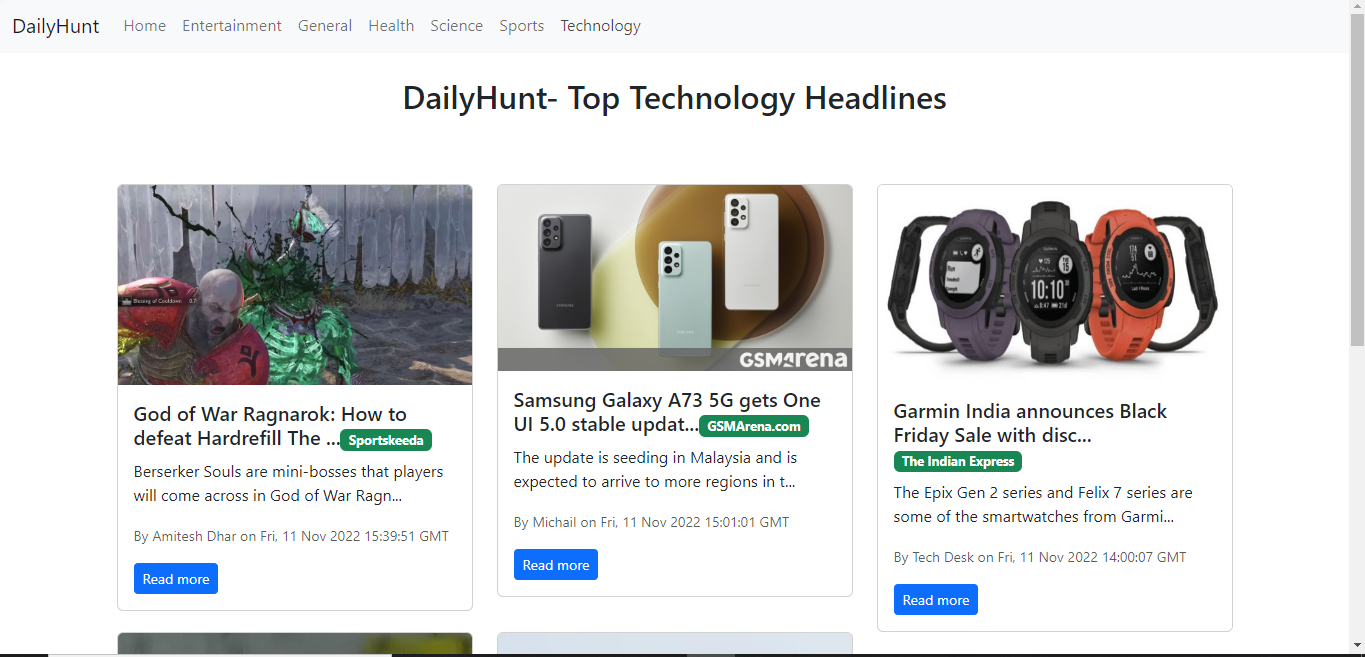 DailyHunt Home Entertainment General Health Science Sports Technology
DailyHunt- Top Technology Headlines
Blessing of Cooldown 0.7
God of War Ragnarok: How to
defeat Hardrefill The ... Sportskeeda
Berserker Souls are mini-bosses that players
will come across in God of War Ragn...
By Amitesh Dhar on Fri, 11 Nov 2022 15:39:51 GMT
Read more
SAMSUNG
GSMArena
Samsung Galaxy A73 5G gets One
UI 5.0 stable updat... GSMArena.com
The update is seeding in Malaysia and is
expected to arrive to more regions in t...
By Michail on Fri, 11 Nov 2022 15:01:01 GMT
Read more
Run
10:10
Garmin India announces Black
Friday Sale with disc...
The Indian Express
The Epix Gen 2 series and Felix 7 series are
some of the smartwatches from Garmi...
By Tech Desk on Fri, 11 Nov 2022 14:00:07 GMT
Read more